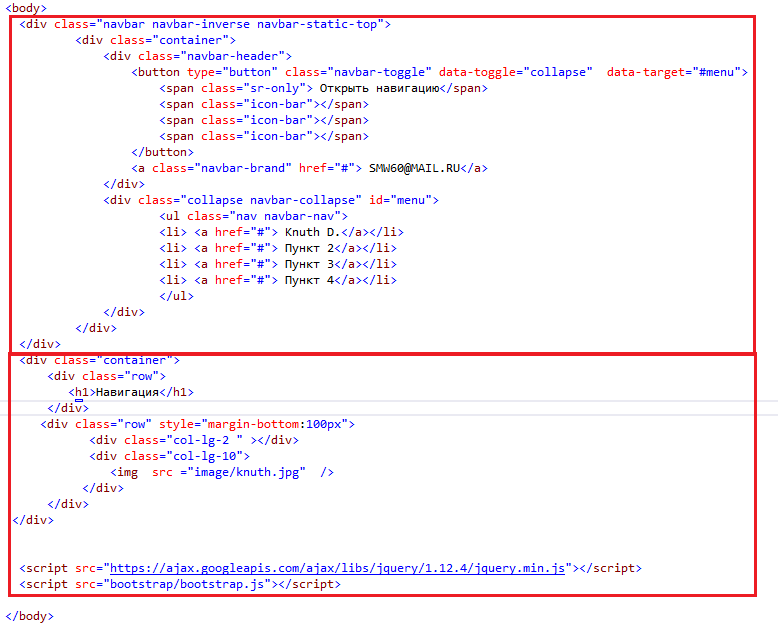 <body>
<div class="navbar navbar-inverse navbar-static-top">
<div class="container">
<div class="navbar-header">
<button type="button" class="navbar-toggle" data-toggle="collapse"  data-target="#menu">
<span class="sr-only"> Открыть навигацию</span>
<span class="icon-bar"></span>
<span class="icon-bar"></span>
<span class="icon-bar"></span>
</button>
<a class="navbar-brand" href="#"> SMW60@MAIL.RU</a>
</div>
<div class="collapse navbar-collapse" id="menu">
<ul class="nav navbar-nav">
<li> <a href="#"> Knuth D.</a></li>
<li> <a href="#"> Пункт 2</a></li>
<li> <a href="#"> Пункт 3</a></li>
<li> <a href="#"> Пункт 4</a></li>
</ul>
</div>
</div>
</div>
<div class="container">
<div class="row">
<h1>Навигация</h1>
</div>
<div class="row" style="margin-bottom:100px">
<div class="col-lg-2 " ></div>
<div class="col-lg-10">
<img  src ="image/knuth.jpg"  />
</div>
</div>
</div>
<script src="https://ajax.googleapis.com/ajax/libs/jquery/1.12.4/jquery.min.js"></script>
<script src="bootstrap/bootstrap.js"></script>
</body>